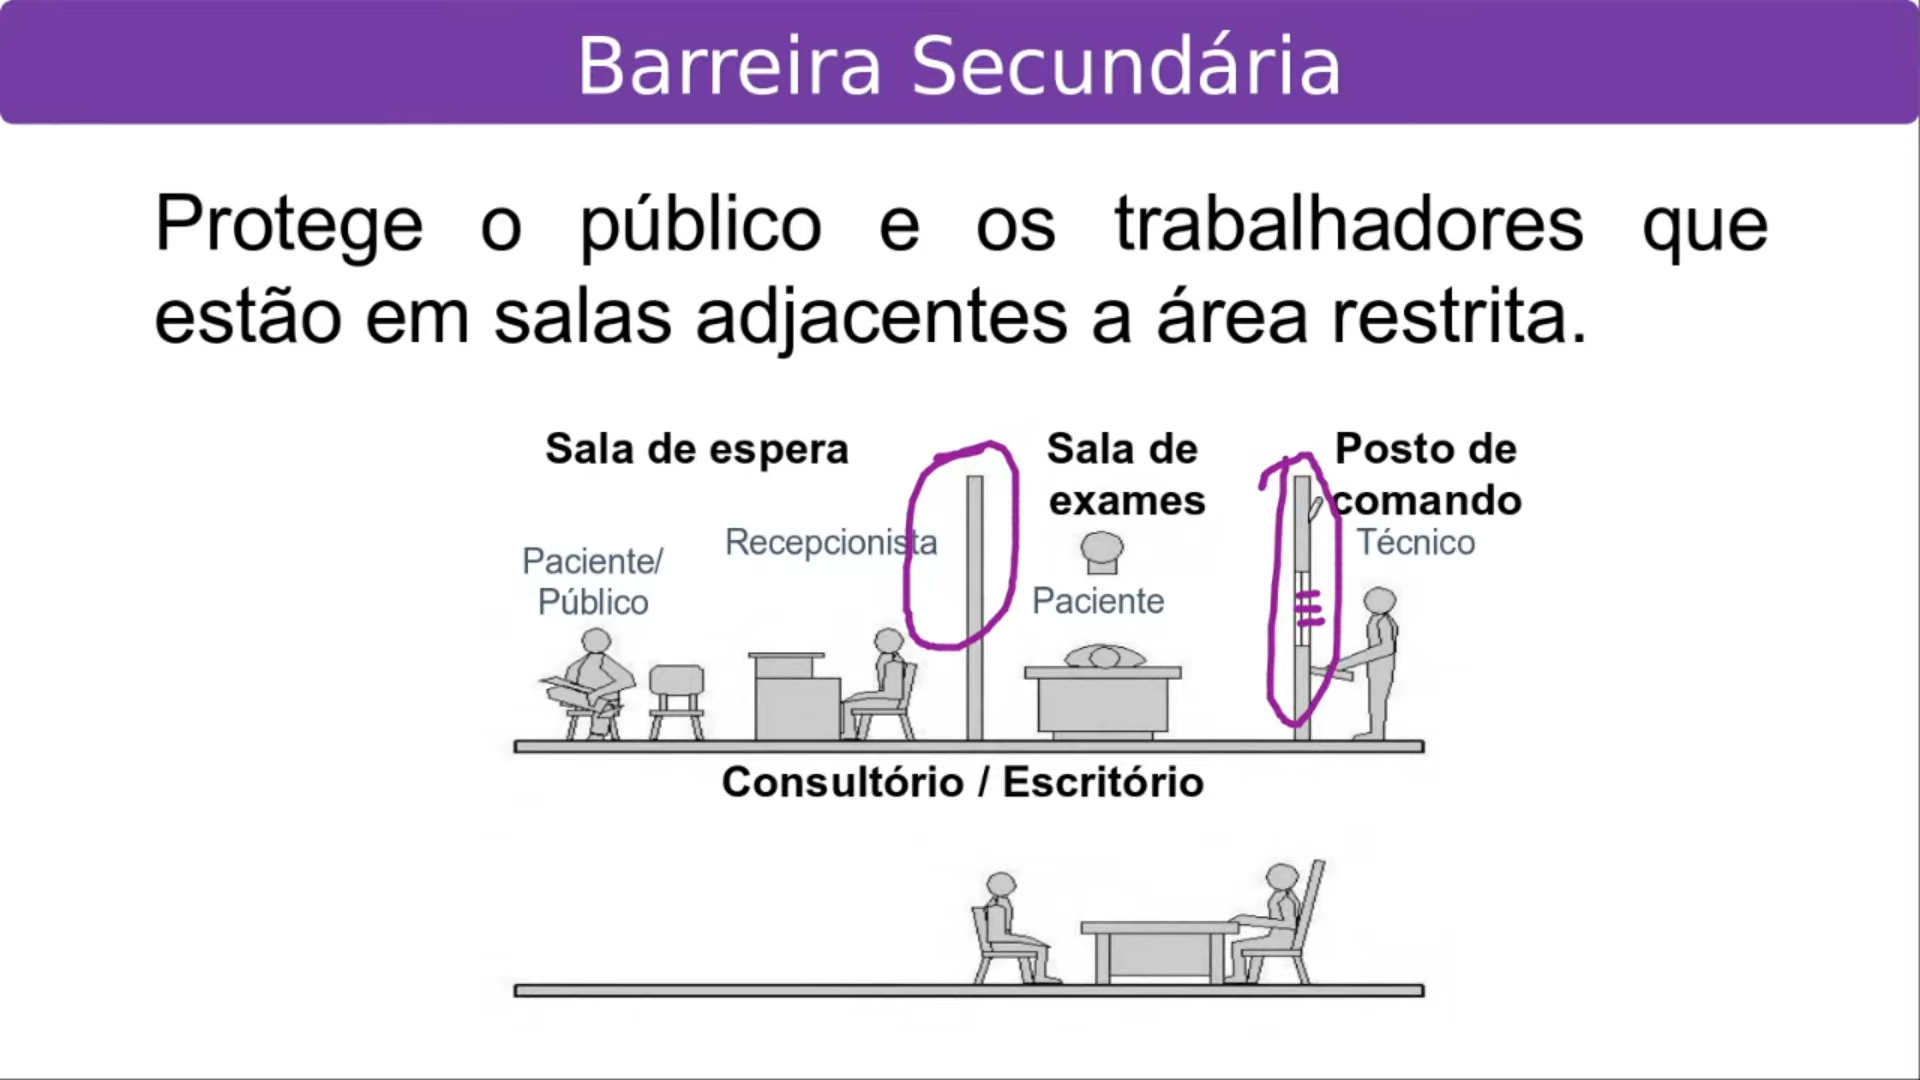 Barreira Secundária
Protege o público e os trabalhadores que
estão em salas adjacentes a área restrita.
Sala de espera
Sala de
exames
Posto de
comando
Paciente/
Público
Recepcionista
Paciente
Técnico
Consultório / Escritório